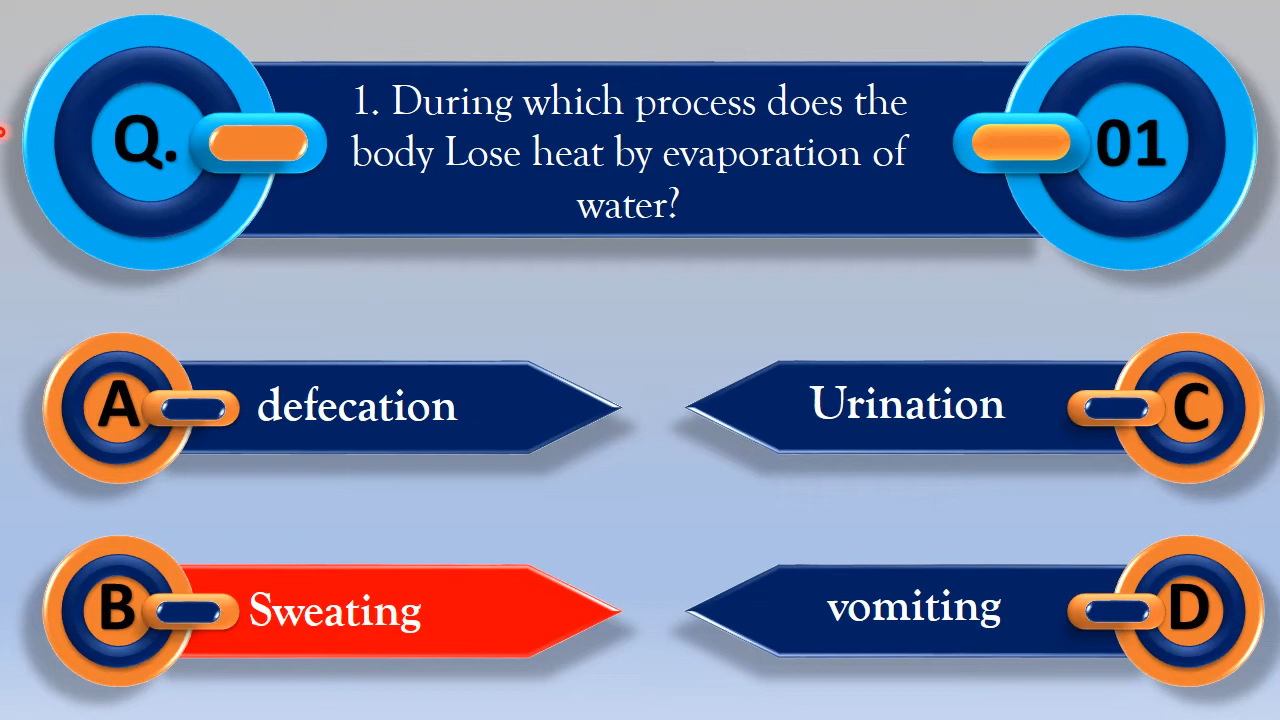 Q.
1. During which process does the
body Lose heat by evaporation of
water?
01
A defecation
C Urination
B Sweating
D vomiting